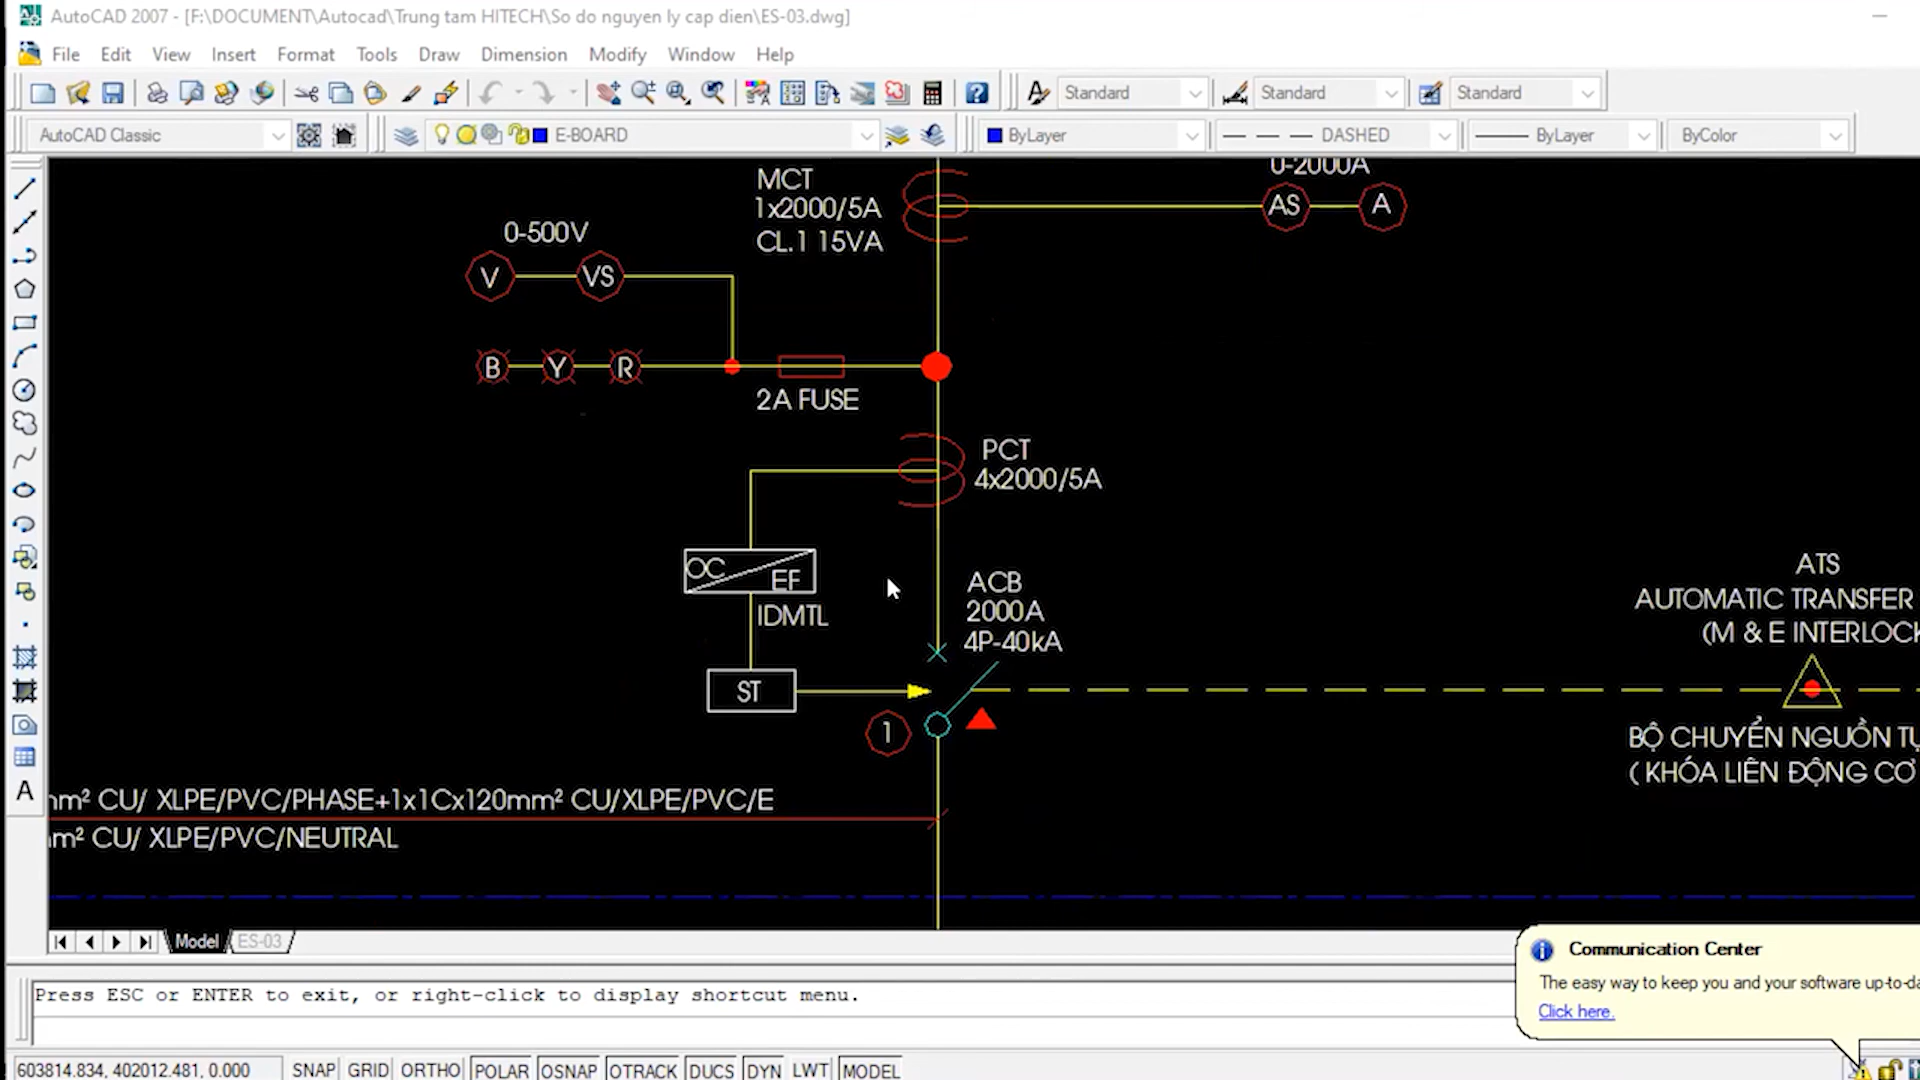 AutoCAD 2007 - [F:\DOCUMENT\Autocad\Trung tam HITECH\So do nguyen ly cap dien\ES-03.dwg]
File Edit View Insert Format Tools Draw Dimension Modify Window Help
Standard Standard Standard
AutoCAD Classic E-BOARD ByLayer DASHED ByLayer ByColor
0-2000A
MCT
1x2000/5A
CL.1 15VA
AS A
0-500V
V VS
B Y R
2A FUSE
PCT
4x2000/5A
OC EF
IDMTL
ACB
2000A
4P-40kA
ST
1
ATS
AUTOMATIC TRANSFER
(M & E INTERLOCK
BỘ CHUYỂN NGUỒN TỰ
( KHÓA LIÊN ĐỘNG CƠ
mm² CU/ XLPE/PVC/PHASE+1x1Cx120mm² CU/XLPE/PVC/E
mm² CU/ XLPE/PVC/NEUTRAL
Model ES-03
Communication Center
The easy way to keep you and your software up-to-da
Click here.
Press ESC or ENTER to exit, or right-click to display shortcut menu.
603814.834, 402012.481, 0.000 SNAP GRID ORTHO POLAR OSNAP OTRACK DUCS DYN LWT MODEL